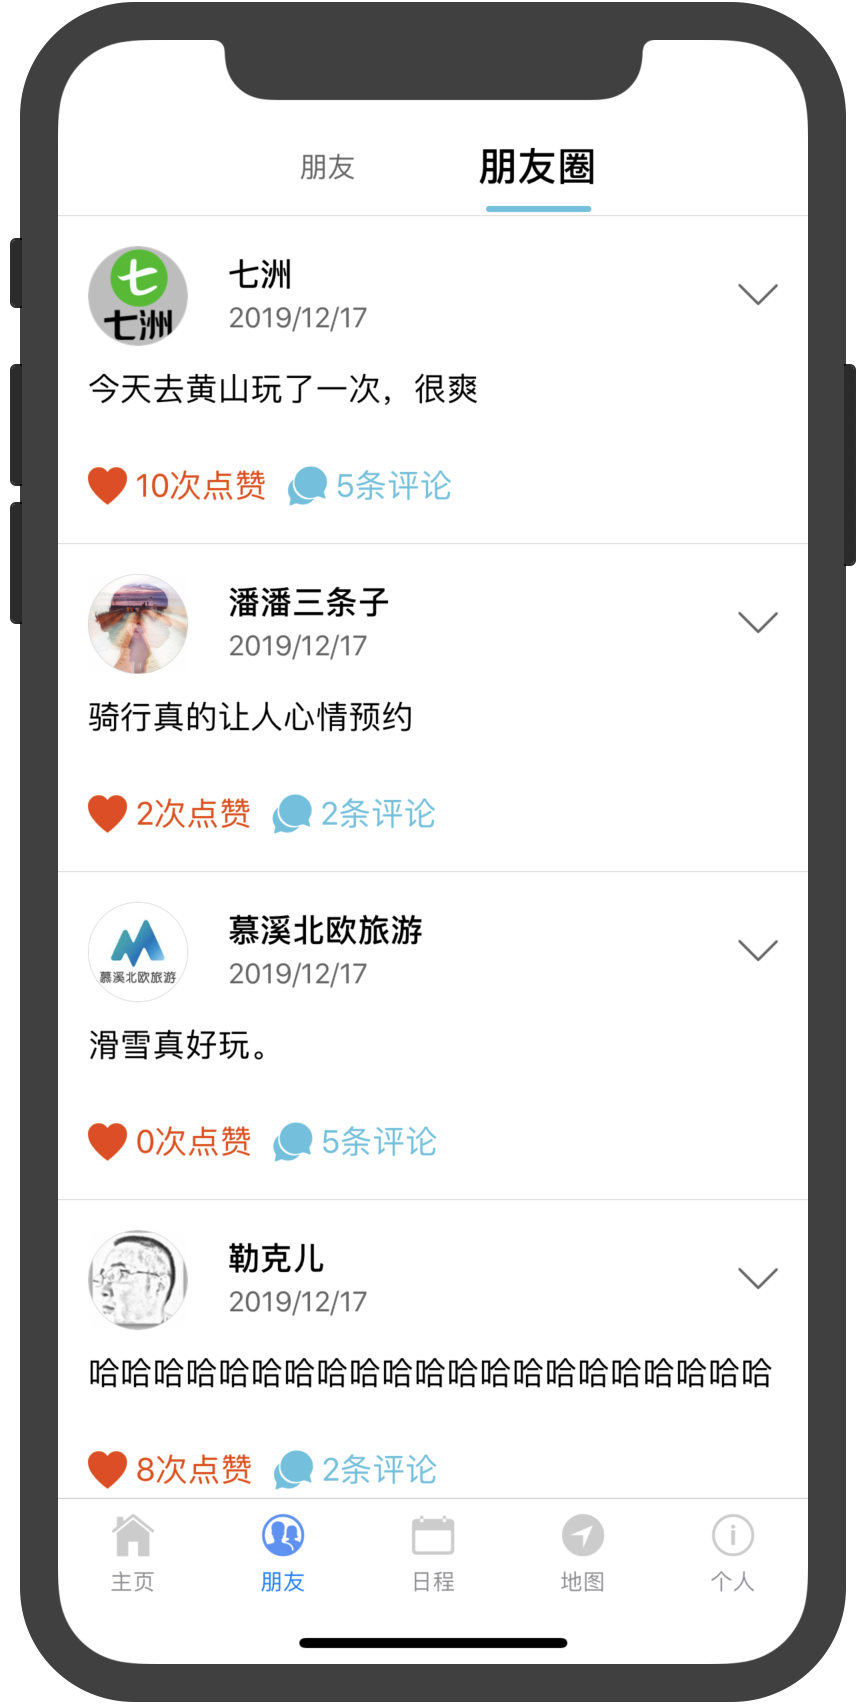 朋友
朋友圈
七
七洲
七洲
2019/12/17
今天去黄山玩了一次，很爽
10次点赞
5条评论
潘潘三条子
2019/12/17
骑行真的让人心情预约
2次点赞
2条评论
慕溪北欧旅游
慕溪北欧旅游
2019/12/17
滑雪真好玩。
0次点赞
5条评论
勒克儿
2019/12/17
哈哈哈哈哈哈哈哈哈哈哈哈哈哈哈哈哈哈哈哈哈
8次点赞
2条评论
主页
朋友
日程
地图
个人